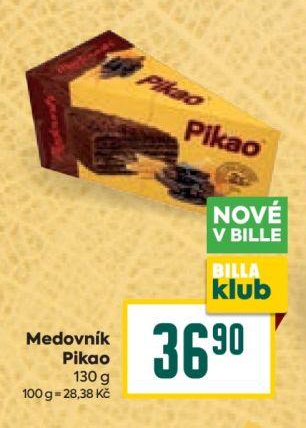 Pikao
Pikao
NOVÉ
V BILLE
BILLA
klub
Medovník
Pikao
130 g
100 g = 28,38 Kč
36 90